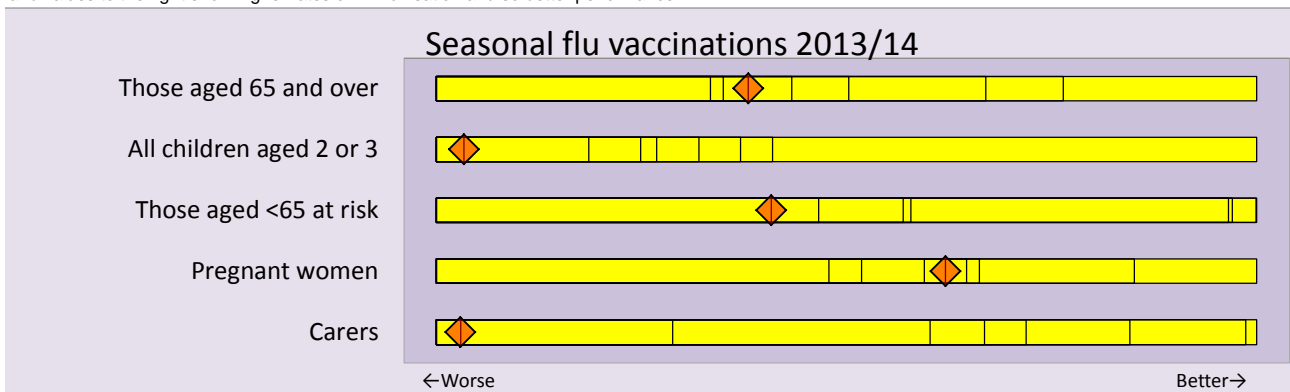 Seasonal flu vaccinations 2013/14
Those aged 65 and over
All children aged 2 or 3
Those aged <65 at risk
Pregnant women
Carers
←Worse
Better→